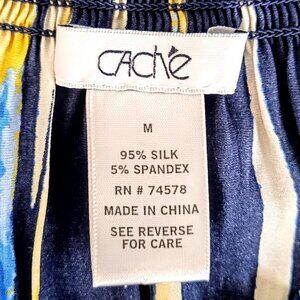 CACHÉ
M
95% SILK
5% SPANDEX
RN # 74578
MADE IN CHINA
SEE REVERSE
FOR CARE